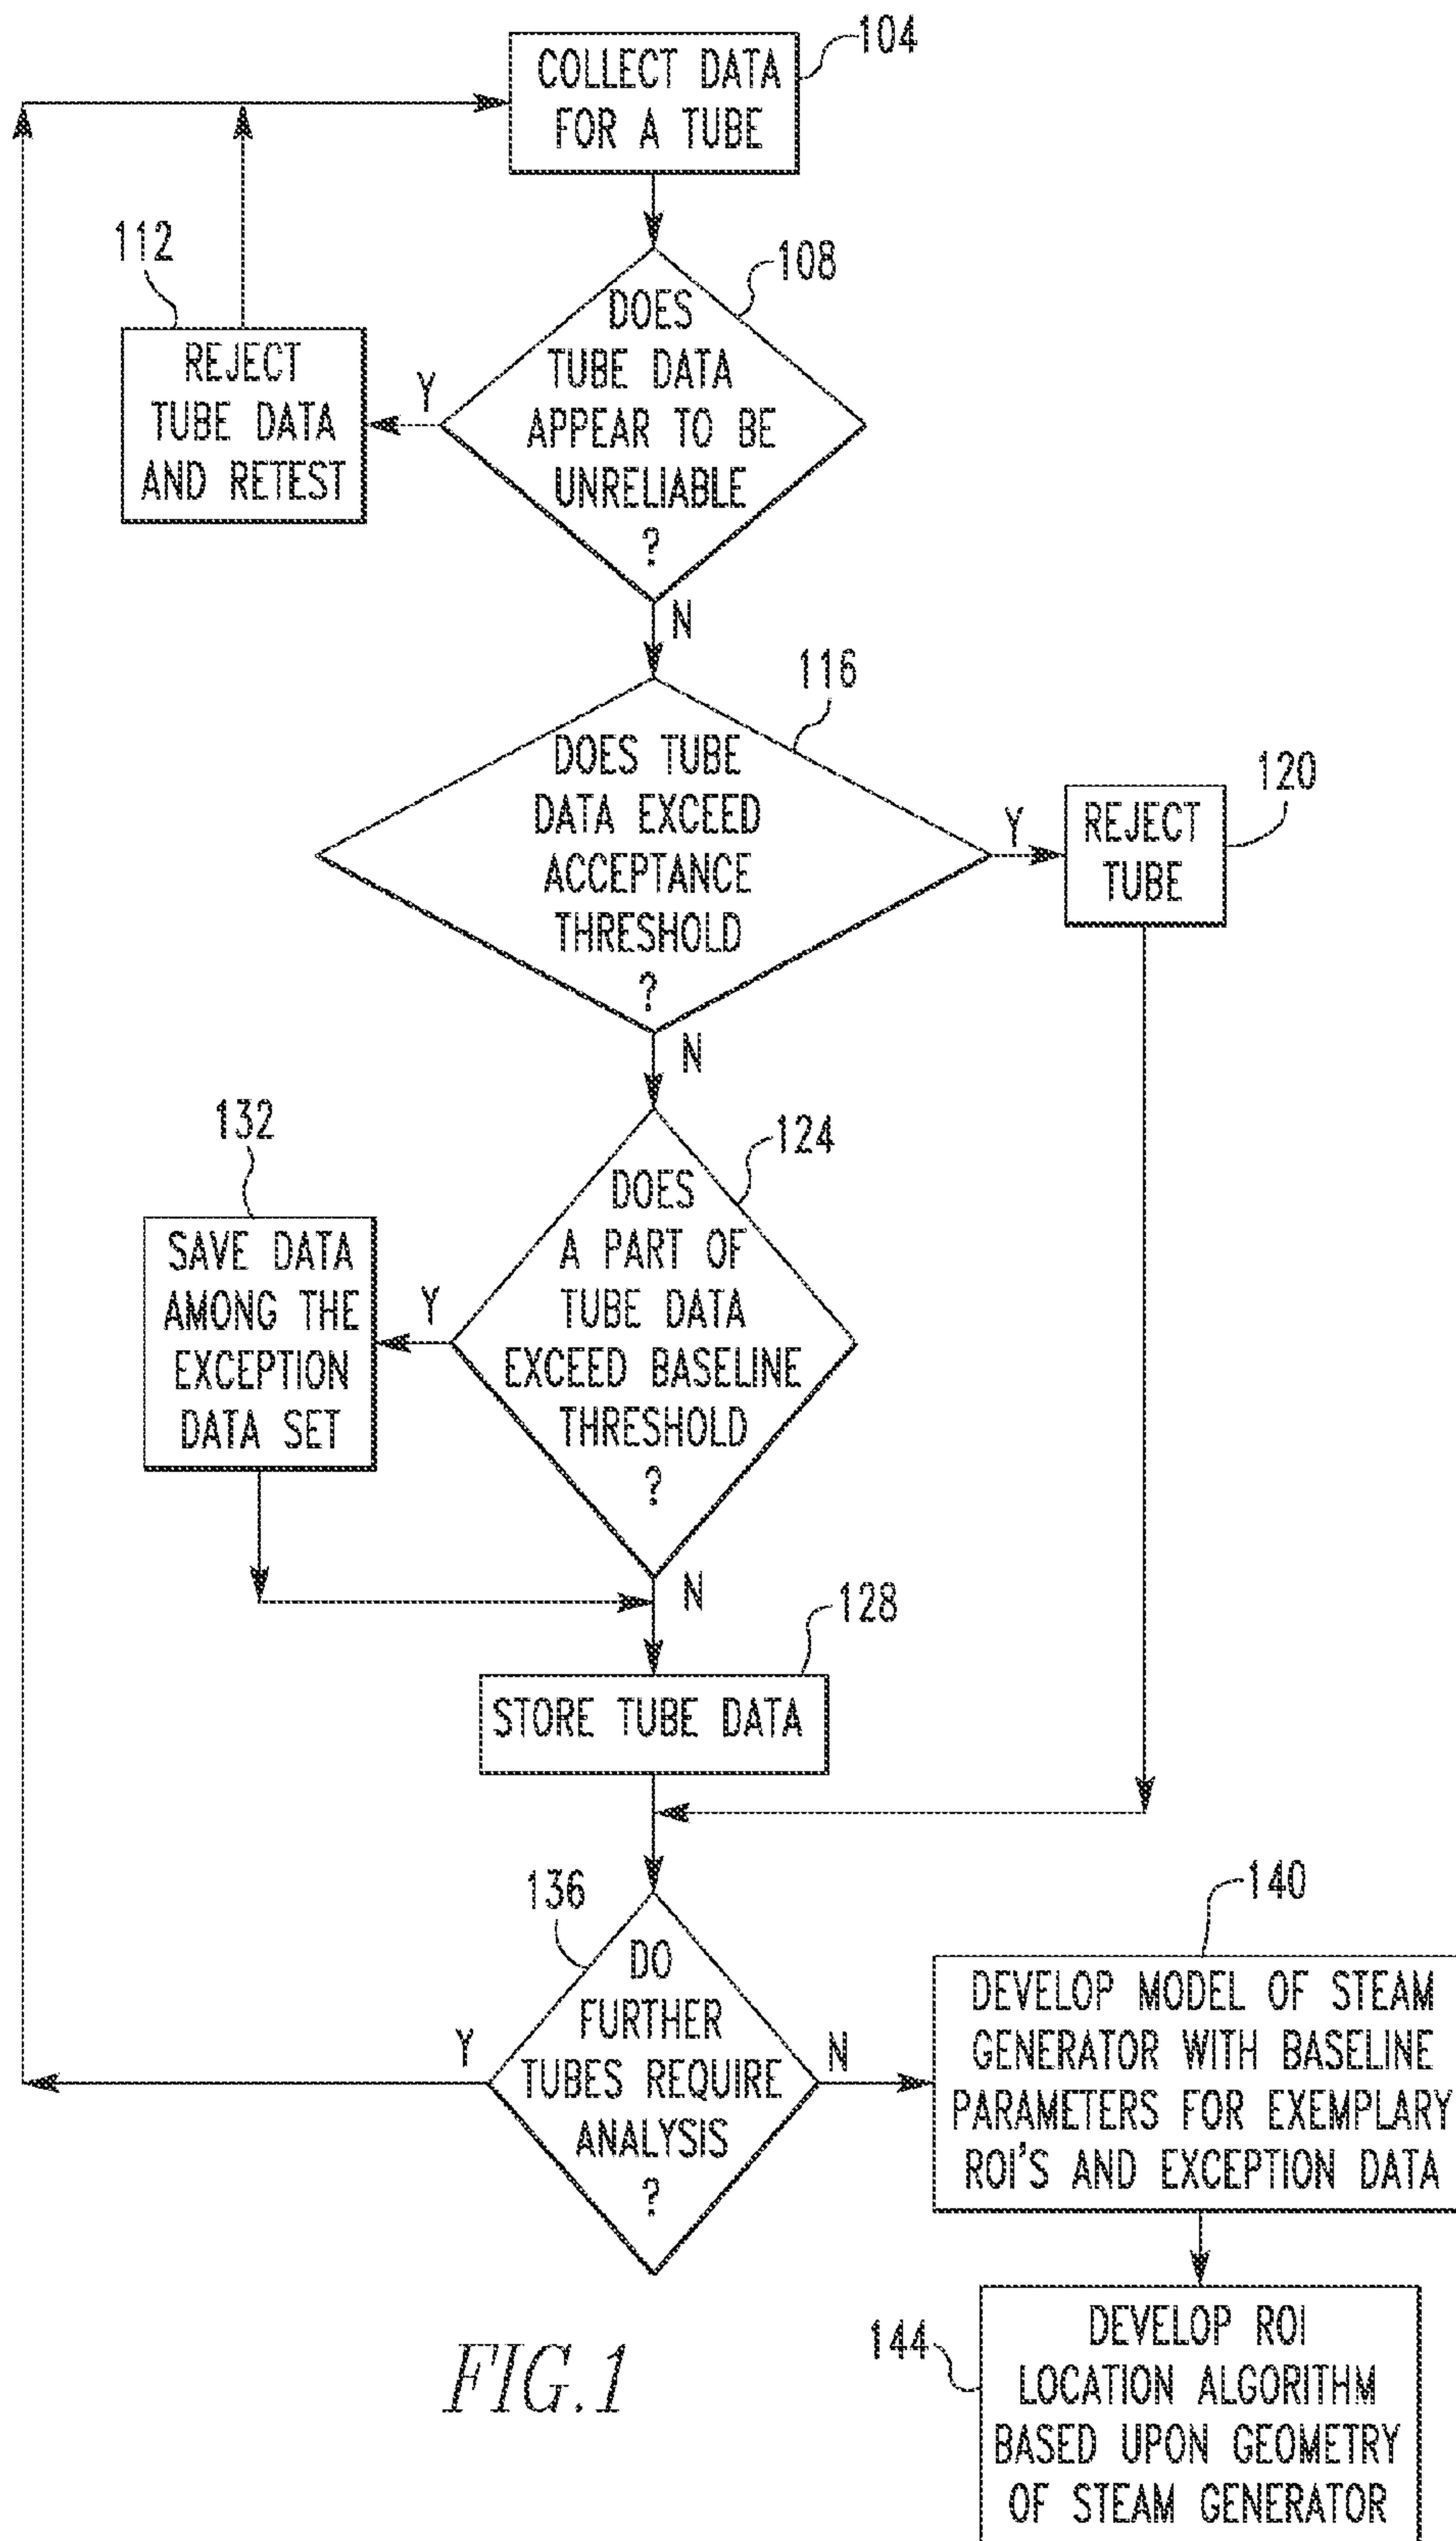 104
COLLECT DATA
FOR A TUBE
112
108
DOES
TUBE DATA
APPEAR TO BE
UNRELIABLE
?
Y
REJECT
TUBE DATA
AND RETEST
N
116
DOES TUBE
DATA EXCEED
ACCEPTANCE
THRESHOLD
?
Y
120
REJECT
TUBE
N
132
124
DOES
A PART OF
TUBE DATA
EXCEED BASELINE
THRESHOLD
?
Y
SAVE DATA
AMONG THE
EXCEPTION
DATA SET
N
128
STORE TUBE DATA
136
DO
FURTHER
TUBES REQUIRE
ANALYSIS
?
Y
N
140
DEVELOP MODEL OF STEAM
GENERATOR WITH BASELINE
PARAMETERS FOR EXEMPLARY
ROI'S AND EXCEPTION DATA
144
DEVELOP ROI
LOCATION ALGORITHM
BASED UPON GEOMETRY
OF STEAM GENERATOR
FIG.1